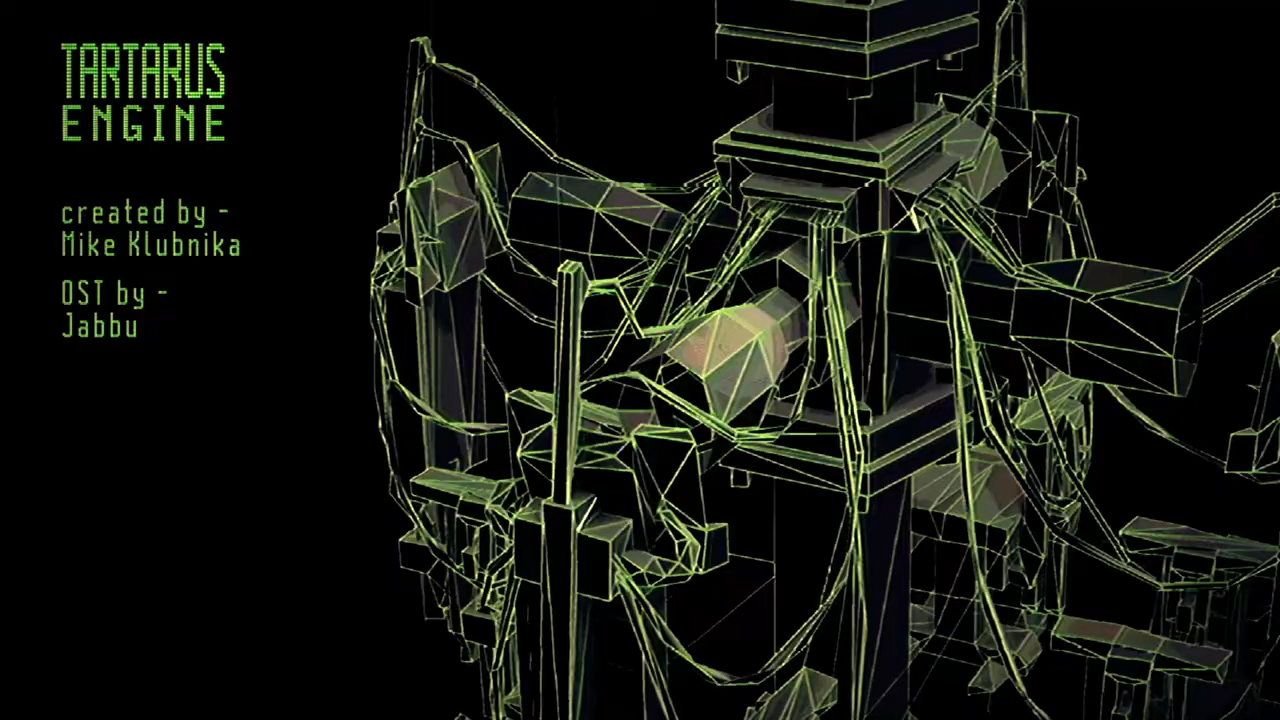 TARTARUS
ENGINE
created by -
Mike Klubnika
OST by -
Jabbu